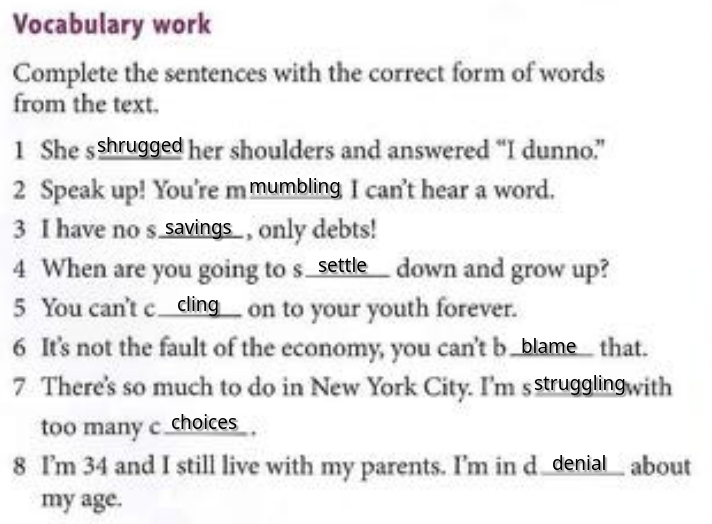 Vocabulary work
Complete the sentences with the correct form of words
from the text.
1 She s shrugged her shoulders and answered “I dunno.”
2 Speak up! You're m mumbling I can't hear a word.
3 I have no s savings, only debts!
4 When are you going to s settle down and grow up?
5 You can't c cling on to your youth forever.
6 It's not the fault of the economy, you can't b blame that.
7 There's so much to do in New York City. I'm s struggling with
too many c choices.
8 I'm 34 and I still live with my parents. I'm in d denial about
my age.